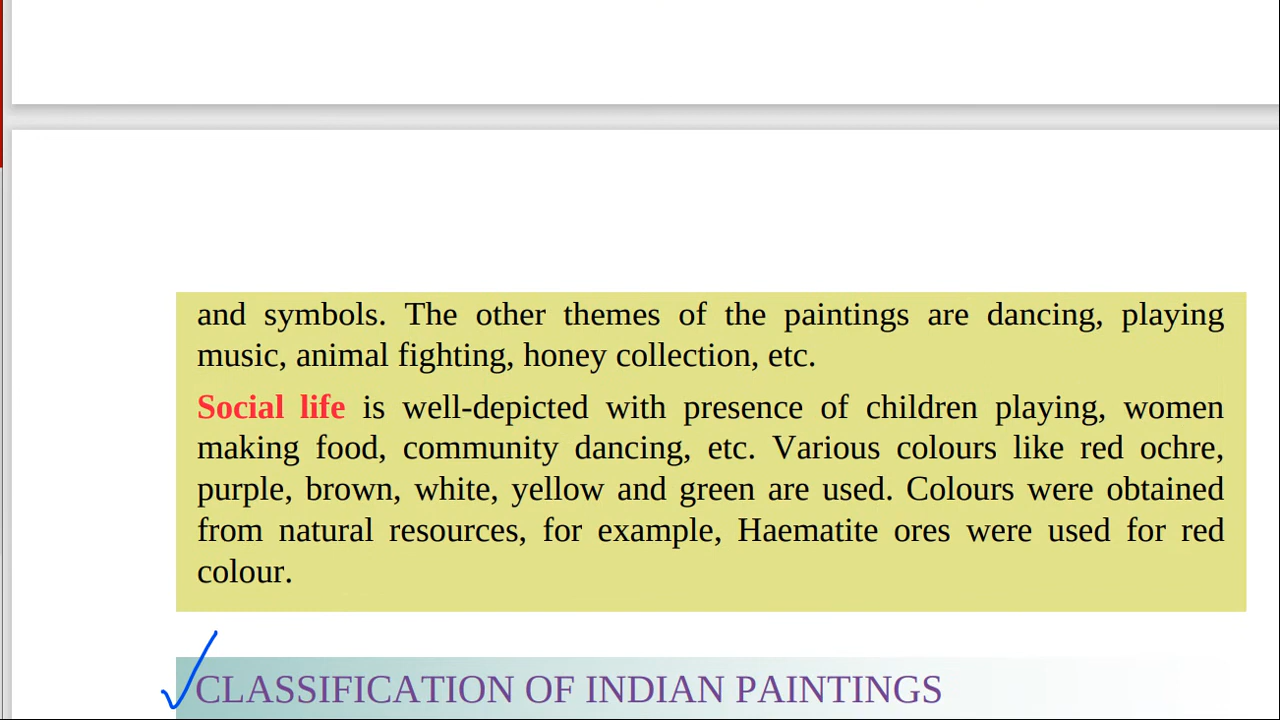 and symbols. The other themes of the paintings are dancing, playing
music, animal fighting, honey collection, etc.
Social life is well-depicted with presence of children playing, women
making food, community dancing, etc. Various colours like red ochre,
purple, brown, white, yellow and green are used. Colours were obtained
from natural resources, for example, Haematite ores were used for red
colour.
CLASSIFICATION OF INDIAN PAINTINGS